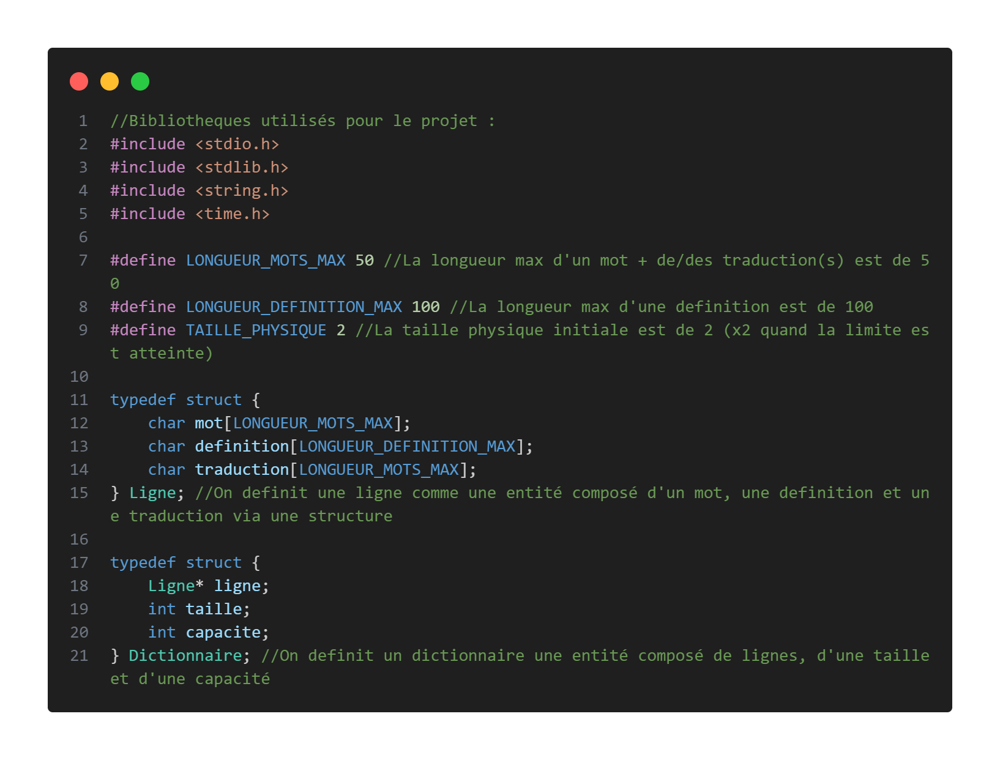 1 //Bibliotheques utilisés pour le projet :
2 #include <stdio.h>
3 #include <stdlib.h>
4 #include <string.h>
5 #include <time.h>
6
7 #define LONGUEUR_MOTS_MAX 50 //La longueur max d'un mot + de/des traduction(s) est de 5
0
8 #define LONGUEUR_DEFINITION_MAX 100 //La longueur max d'une definition est de 100
9 #define TAILLE_PHYSIQUE 2 //La taille physique initiale est de 2 (x2 quand la limite es
t atteinte)
10
11 typedef struct {
12     char mot[LONGUEUR_MOTS_MAX];
13     char definition[LONGUEUR_DEFINITION_MAX];
14     char traduction[LONGUEUR_MOTS_MAX];
15 } Ligne; //On definit une ligne comme une entité composé d'un mot, une definition et un
e traduction via une structure
16
17 typedef struct {
18     Ligne* ligne;
19     int taille;
20     int capacite;
21 } Dictionnaire; //On definit un dictionnaire une entité composé de lignes, d'une taille
et d'une capacité